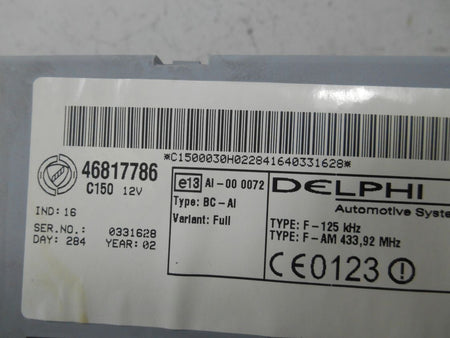 *C1500030H022841640331628*
46817786
C150 12V
IND: 16
SER.NO.: 0331628
DAY: 284 YEAR: 02
e13 AI-00 0072
Type: BC-AI
Variant: Full
DELPHI
Automotive Syste
TYPE: F-125 kHz
TYPE: F-AM 433,92 MHz
CE0123